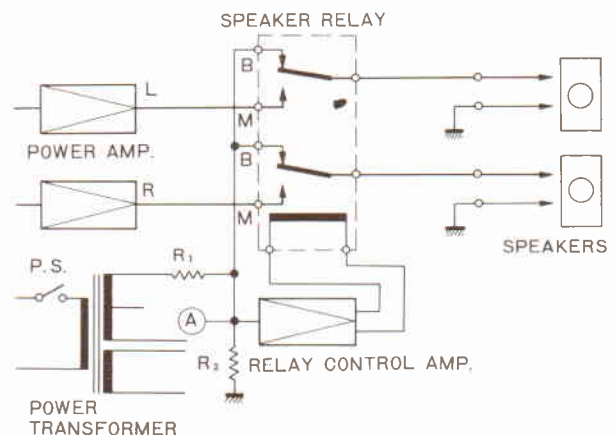 SPEAKER RELAY
B
L
M
POWER AMP.
B
R
M
SPEAKERS
P.S.
R₁
A
R₂
RELAY CONTROL AMP.
POWER
TRANSFORMER